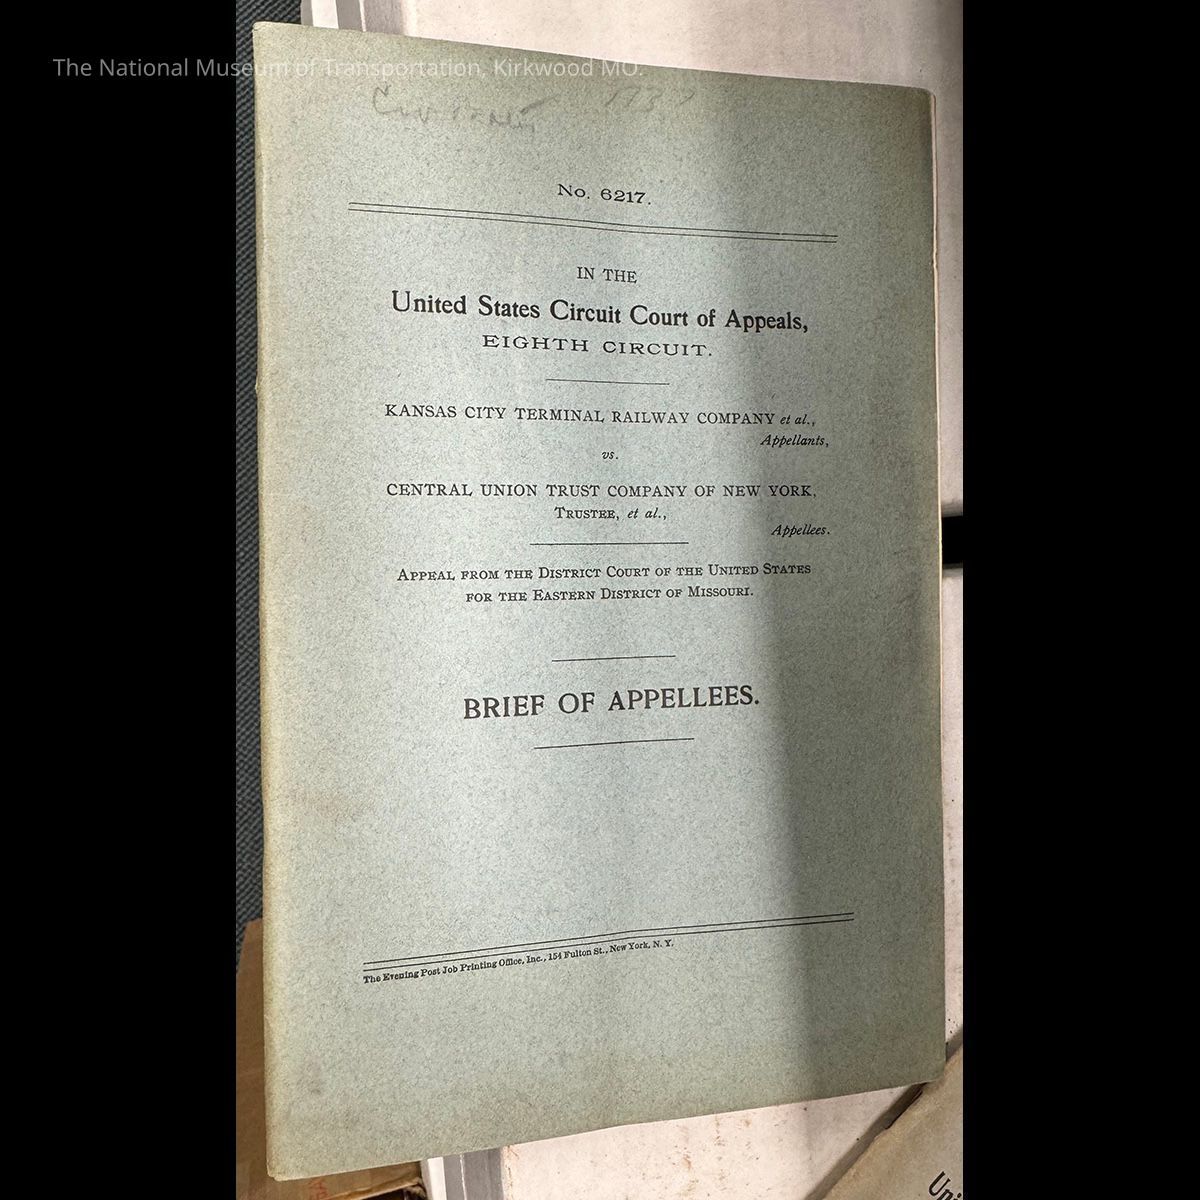 The National Museum of Transportation, Kirkwood MO.
No. 6217.
IN THE
United States Circuit Court of Appeals,
EIGHTH CIRCUIT.
KANSAS CITY TERMINAL RAILWAY COMPANY et al.,
Appellants,
vs.
CENTRAL UNION TRUST COMPANY OF NEW YORK,
TRUSTEE, et al.,
Appellees.
APPEAL FROM THE DISTRICT COURT OF THE UNITED STATES
FOR THE EASTERN DISTRICT OF MISSOURI.
BRIEF OF APPELLEES.
The Evening Post Job Printing Office, Inc., 154 Fulton St., New York, N. Y.